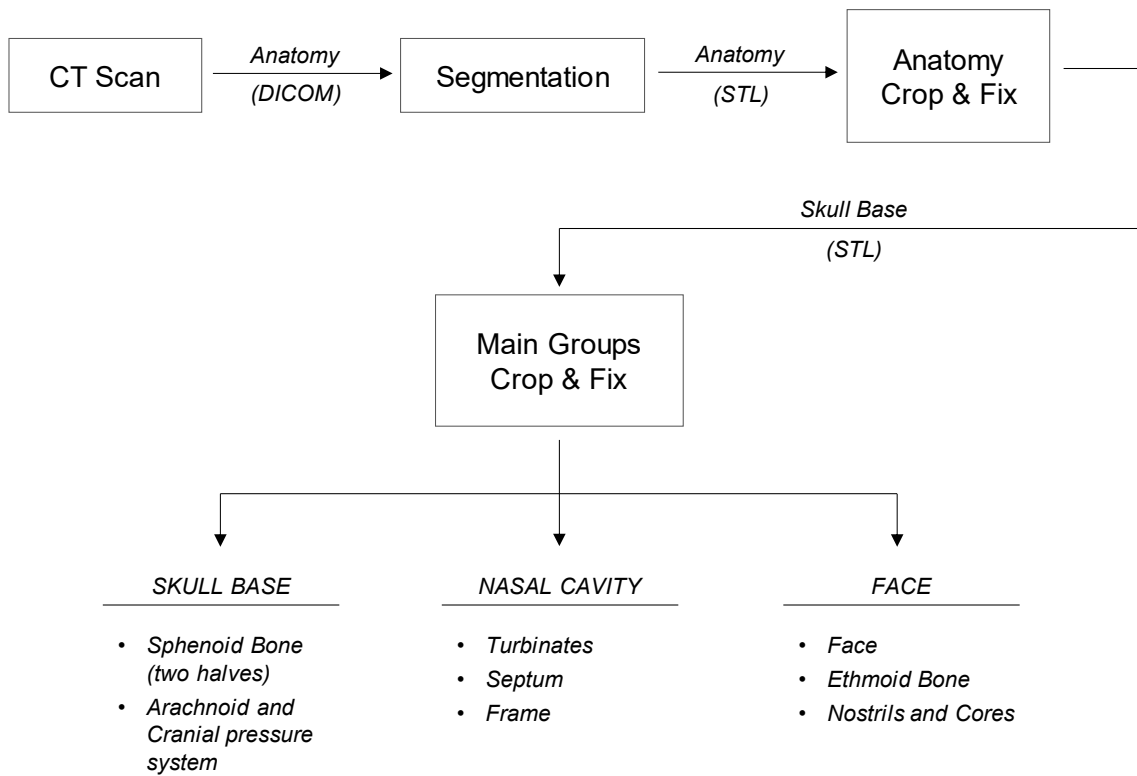 CT Scan
Anatomy
(DICOM)
Segmentation
Anatomy
(STL)
Anatomy
Crop & Fix
Skull Base
(STL)
Main Groups
Crop & Fix
SKULL BASE
• Sphenoid Bone
(two halves)
• Arachnoid and
Cranial pressure
system
NASAL CAVITY
• Turbinates
• Septum
• Frame
FACE
• Face
• Ethmoid Bone
• Nostrils and Cores